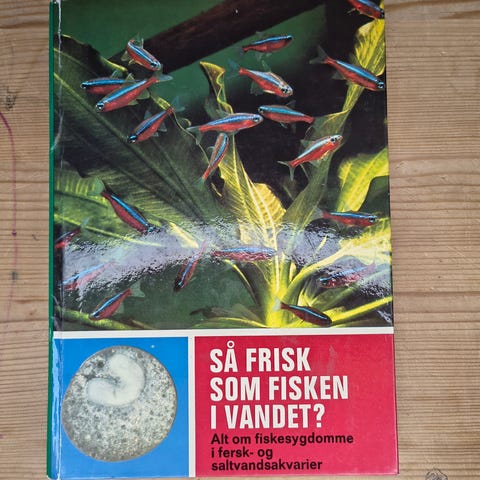 SÅ FRISK
SOM FISKEN
I VANDET?
Alt om fiskesygdomme
i fersk- og
saltvandsakvarier